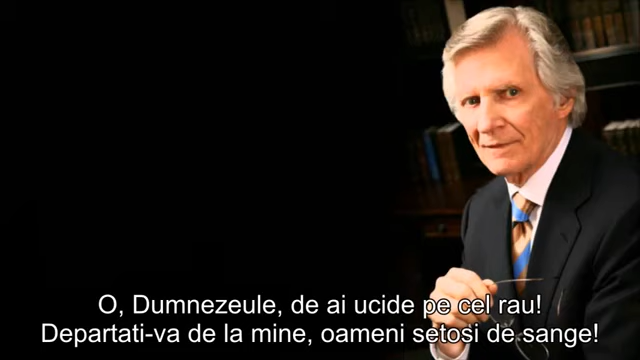 O, Dumnezeule, de ai ucide pe cel rau!
Departati-va de la mine, oameni setosi de sange!